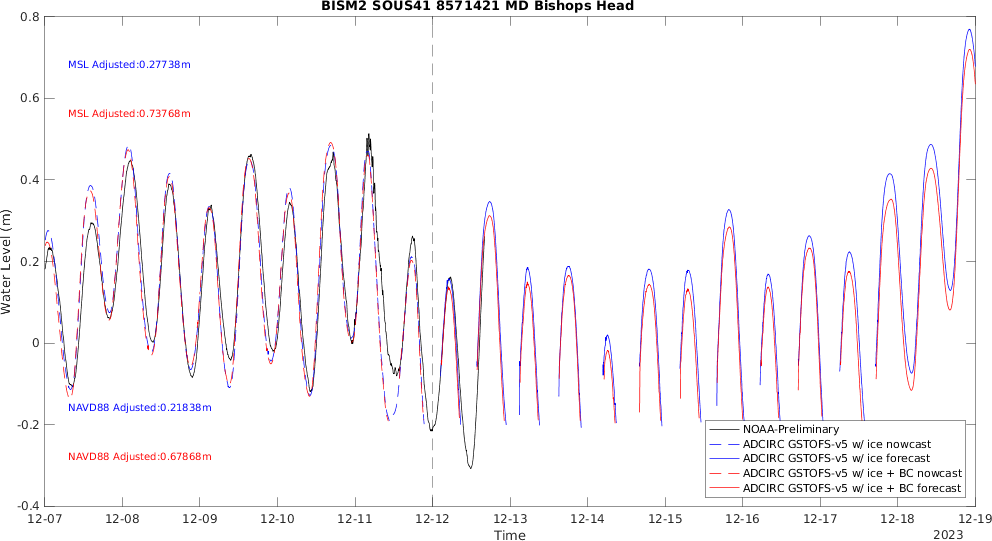 BISM2 SOUS41 8571421 MD Bishops Head
0.8
0.6
0.4
0.2
0
-0.2
-0.4
Water Level (m)
MSL Adjusted:0.27738m
MSL Adjusted:0.73768m
NAVD88 Adjusted:0.21838m
NAVD88 Adjusted:0.67868m
NOAA-Preliminary
ADCIRC GSTOFS-v5 w/ ice nowcast
ADCIRC GSTOFS-v5 w/ ice forecast
ADCIRC GSTOFS-v5 w/ ice + BC nowcast
ADCIRC GSTOFS-v5 w/ ice + BC forecast
12-07 12-08 12-09 12-10 12-11 12-12 12-13 12-14 12-15 12-16 12-17 12-18 12-19
Time
2023